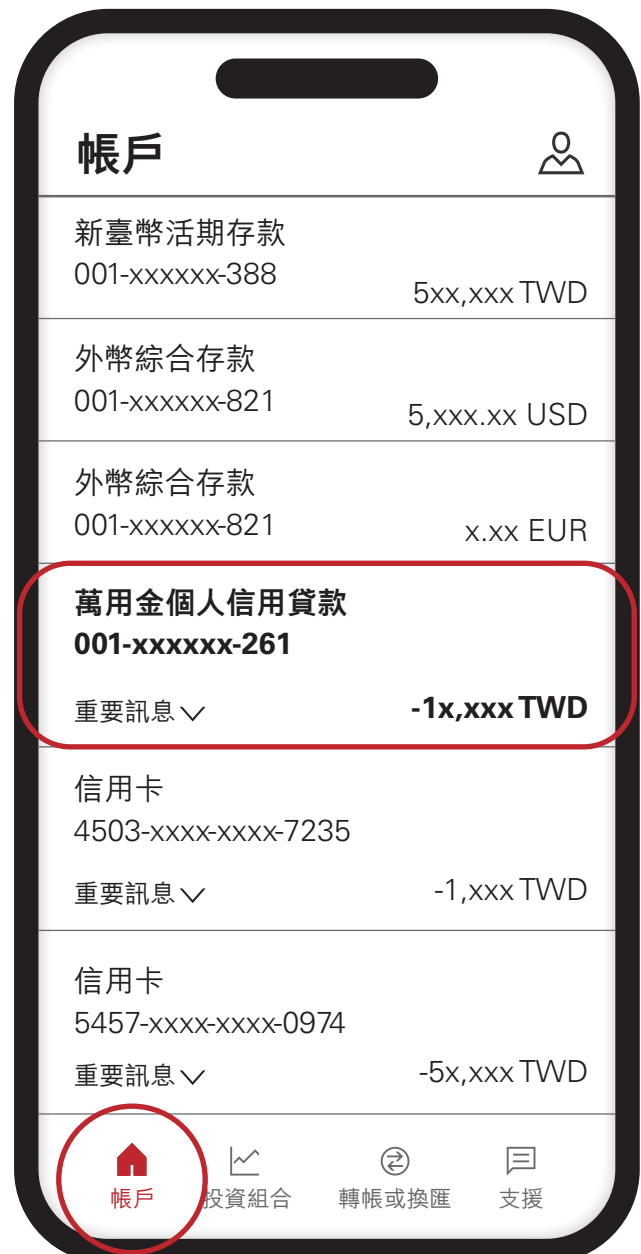 帳戶
新臺幣活期存款
001-xxxxxx-388
5xx,xxx TWD
外幣綜合存款
001-xxxxxx-821
5,xxx.xx USD
外幣綜合存款
001-xxxxxx-821
x.xx EUR
萬用金個人信用貸款
001-xxxxxx-261
重要訊息
-1x,xxx TWD
信用卡
4503-xxxx-xxxx-7235
重要訊息
-1,xxx TWD
信用卡
5457-xxxx-xxxx-0974
重要訊息
-5x,xxx TWD
帳戶 投資組合 轉帳或換匯 支援